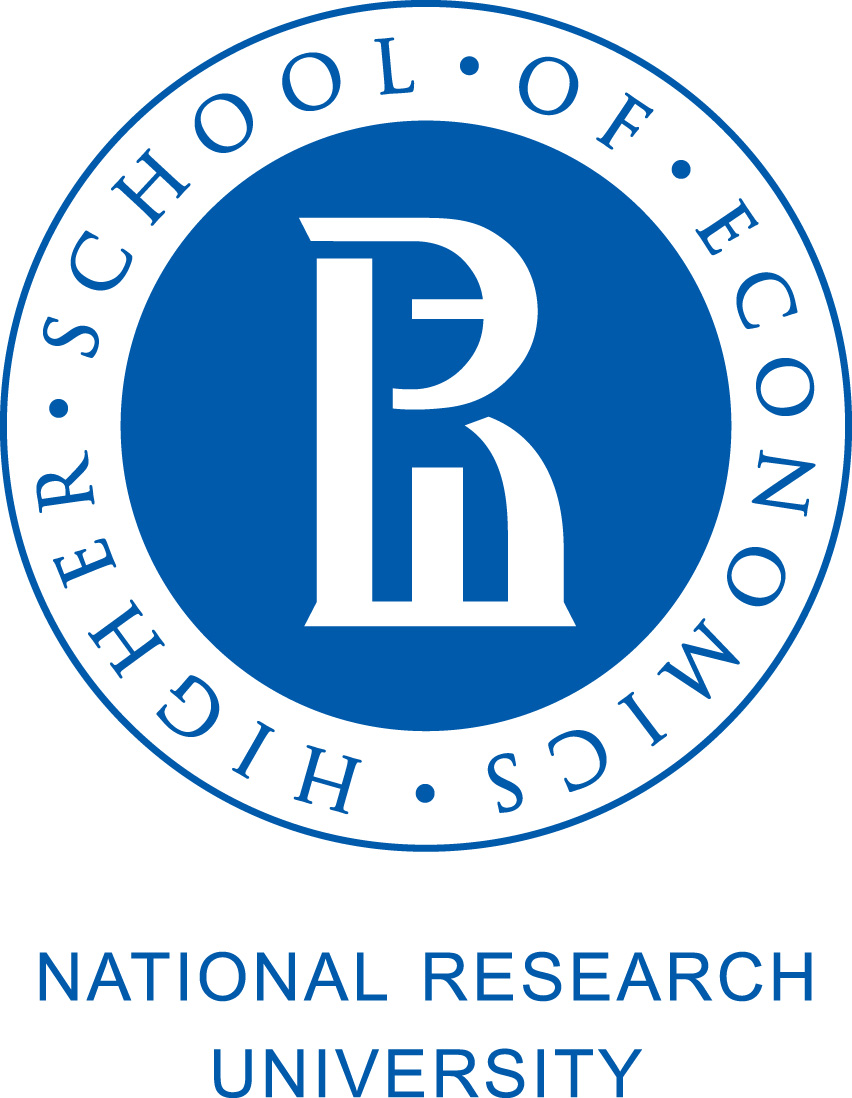 HIGHER · SCHOOL · OF · ECONOMICS ·
NATIONAL RESEARCH
UNIVERSITY